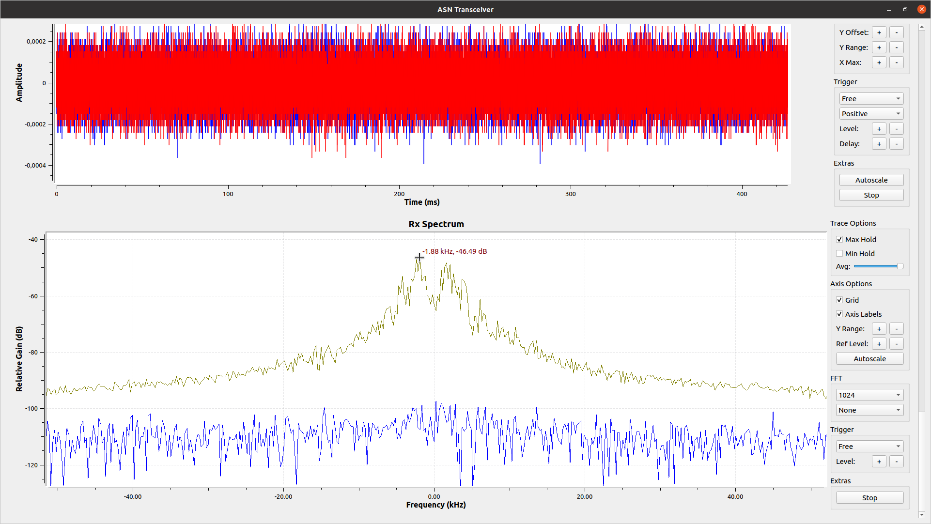 ASN Transceiver
0,0002
0
-0,0002
-0,0004
Amplitude
0
100
200
300
400
Time (ms)
Y Offset: + -
Y Range: + -
X Max: + -
Trigger
Free
Positive
Level: + -
Delay: + -
Extras
Autoscale
Stop
Rx Spectrum
-40
-60
-80
-100
-120
Relative Gain (dB)
-1.88 kHz, -46.49 dB
-40.00
-20.00
0.00
20.00
40.00
Frequency (kHz)
Trace Options
Max Hold
Min Hold
Avg:
Axis Options
Grid
Axis Labels
Y Range: + -
Ref Level: + -
Autoscale
FFT
1024
None
Trigger
Free
Level: + -
Extras
Stop